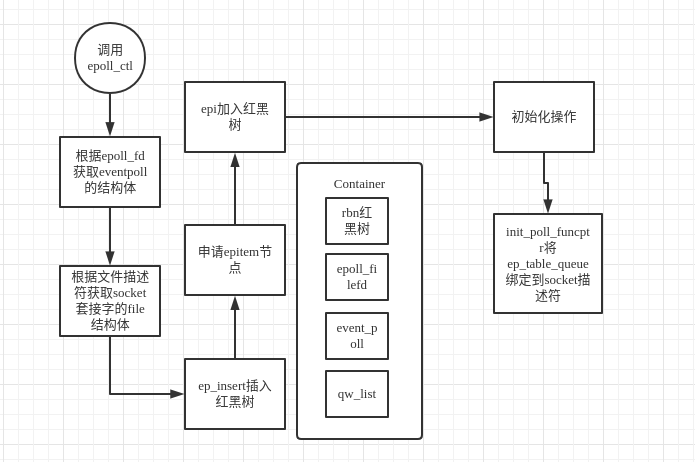 调用
epoll_ctl
根据epoll_fd
获取eventpoll
的结构体
根据文件描述
符获取socket
套接字的file
结构体
ep_insert插入
红黑树
申请epitem节
点
epi加入红黑
树
Container
rbn红
黑树
epoll_fi
lefd
event_p
oll
qw_list
初始化操作
init_poll_funcpt
r将
ep_table_queue
绑定到socket描
述符